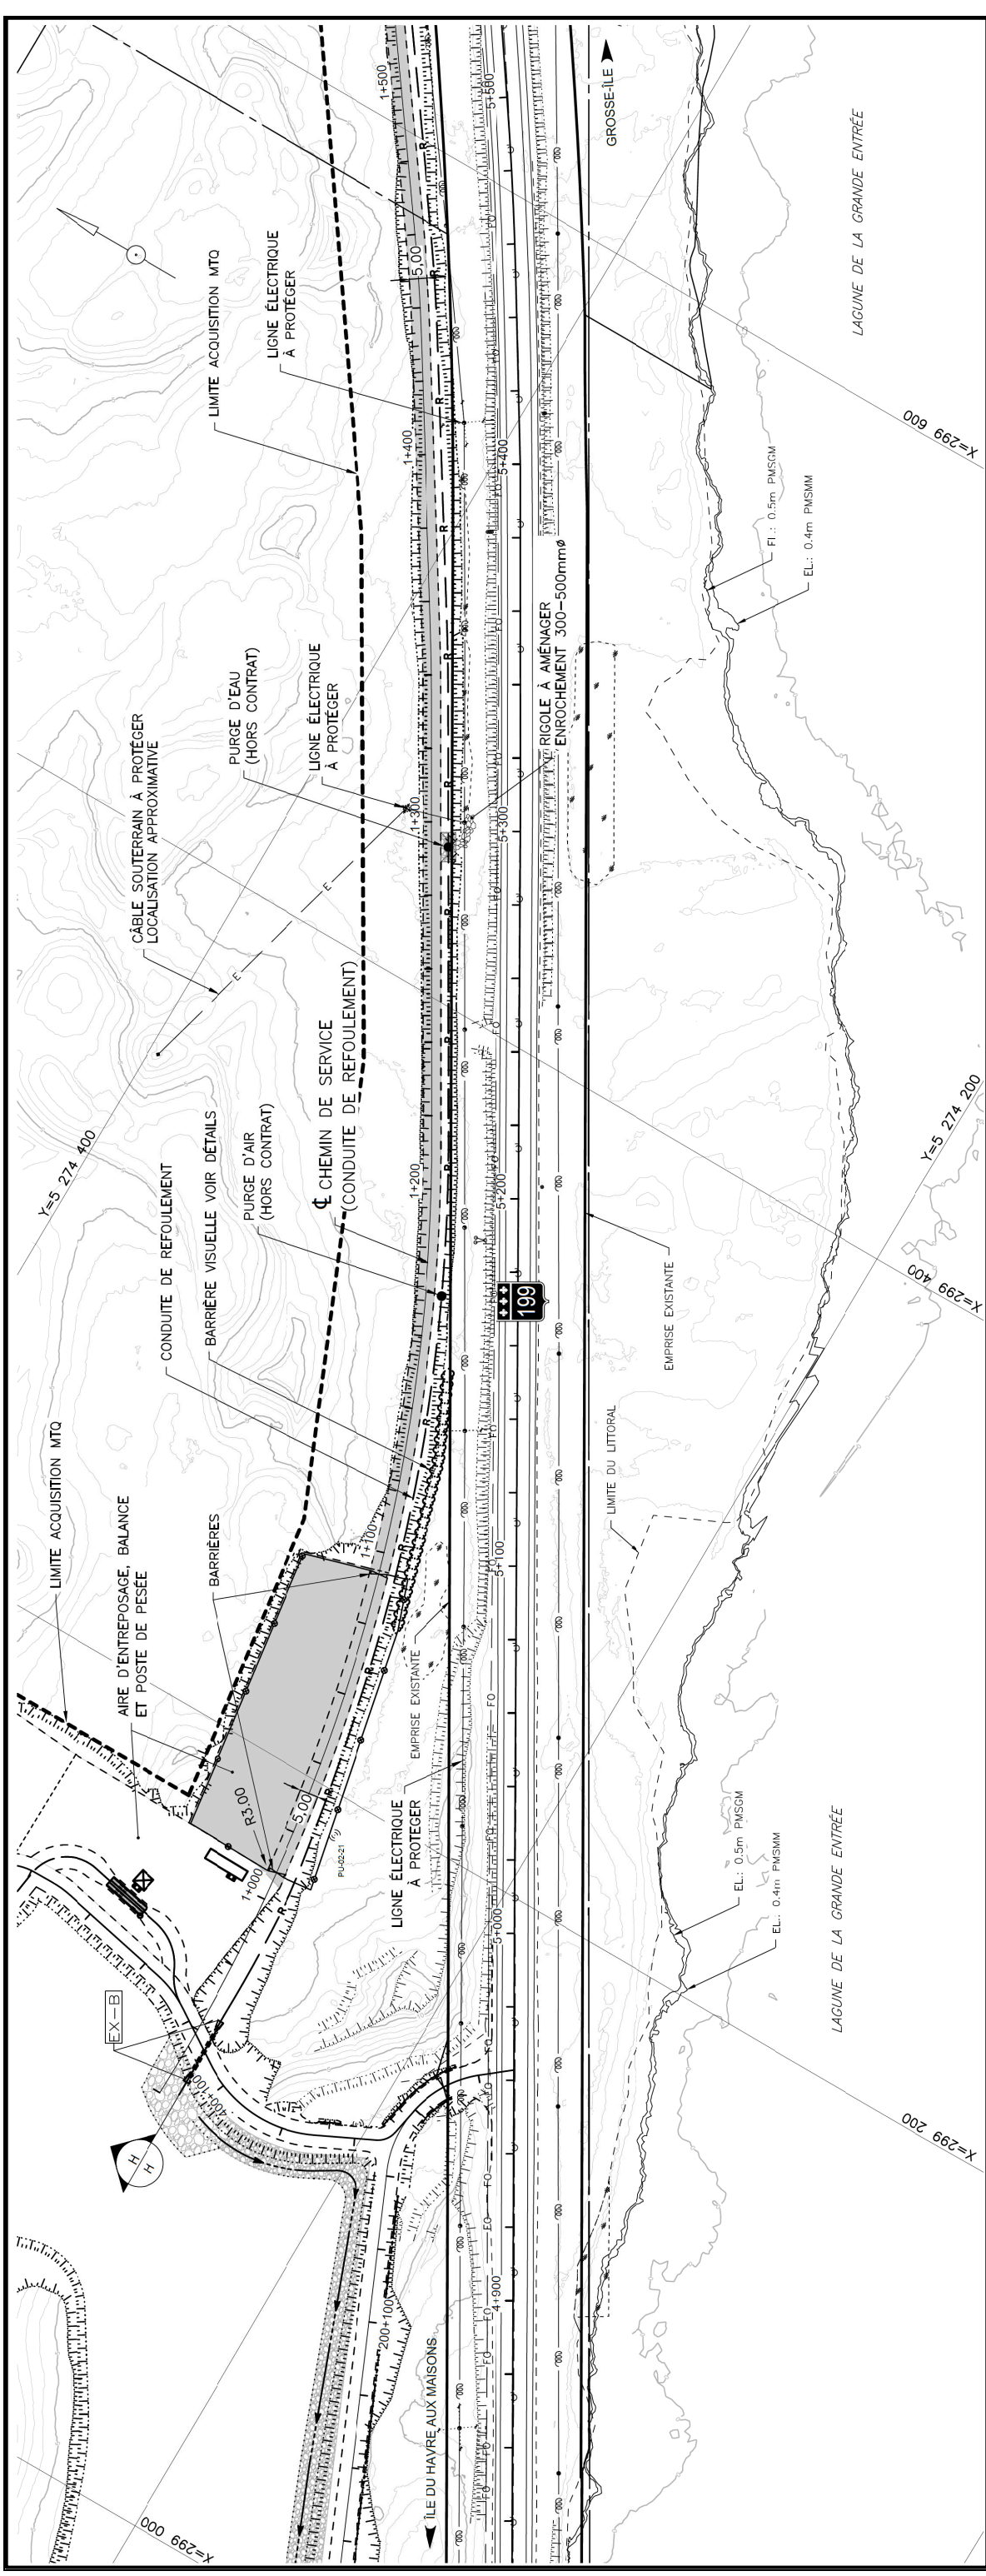 GROSSE-ÎLE
LAGUNE DE LA GRANDE ENTRÉE
1+500
5+500
LIMITE ACQUISITION MTQ
LIGNE ÉLECTRIQUE
À PROTÉGER
5,00
R
1+400
5+400
FO
X=299 600
EL.: 0.5m PMSGM
EL.: 0.4m PMSMM
CÂBLE SOUTERRAIN À PROTÉGER
LOCALISATION APPROXIMATIVE
PURGE D'EAU
(HORS CONTRAT)
LIGNE ÉLECTRIQUE
À PROTÉGER
E
1+300
5+300
RIGOLE À AMÉNAGER
ENROCHEMENT 300-500mmø
Y=5 274 400
CONDUITE DE REFOULEMENT
BARRIÈRE VISUELLE VOIR DÉTAILS
PURGE D'AIR
(HORS CONTRAT)
℄ CHEMIN DE SERVICE
(CONDUITE DE REFOULEMENT)
1+200
5+200
199
EMPRISE EXISTANTE
Y=5 274 200
X=299 400
LIMITE ACQUISITION MTQ
AIRE D'ENTREPOSAGE, BALANCE
ET POSTE DE PESÉE
BARRIÈRES
1+100
5+100
LIMITE DU LITTORAL
EMPRISE EXISTANTE
R3.00
5,00
1+000
PU-02-21
LIGNE ÉLECTRIQUE
À PROTEGER
5+000
EL.: 0.5m PMSGM
EL.: 0.4m PMSMM
LAGUNE DE LA GRANDE ENTRÉE
EX-B
400+100
H
H
X=299 200
200+100
4+900
ÎLE DU HAVRE AUX MAISONS
X=299 000